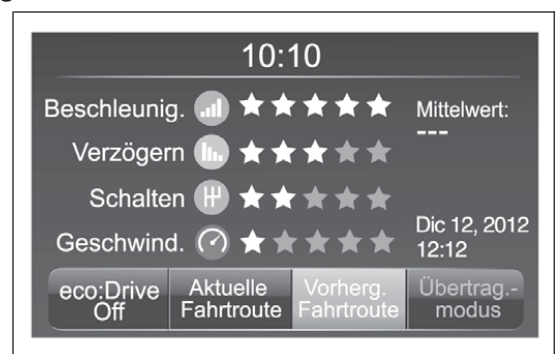 10:10
Beschleunig.
Mittelwert:
---
Verzögern
Schalten
Geschwind.
Dic 12, 2012
12:12
eco:Drive
Off
Aktuelle
Fahrtroute
Vorherg.
Fahrtroute
Übertrag.-
modus